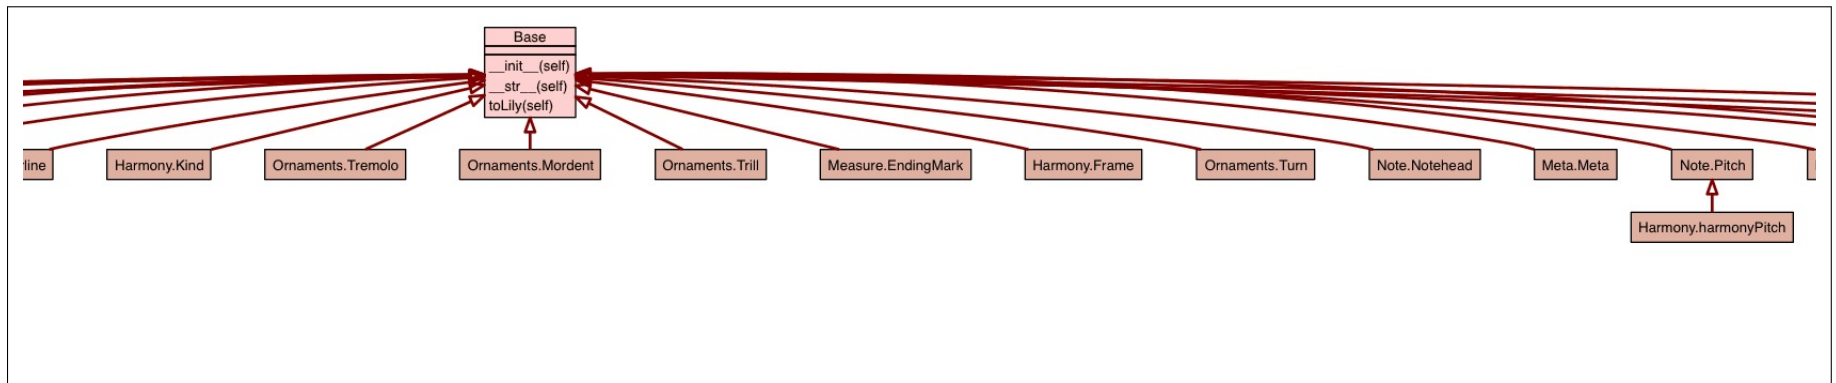 Base
__init__(self)
__str__(self)
toLily(self)
Harmony.Kind
Ornaments.Tremolo
Ornaments.Mordent
Ornaments.Trill
Measure.EndingMark
Harmony.Frame
Ornaments.Turn
Note.Notehead
Meta.Meta
Note.Pitch
Harmony.harmonyPitch